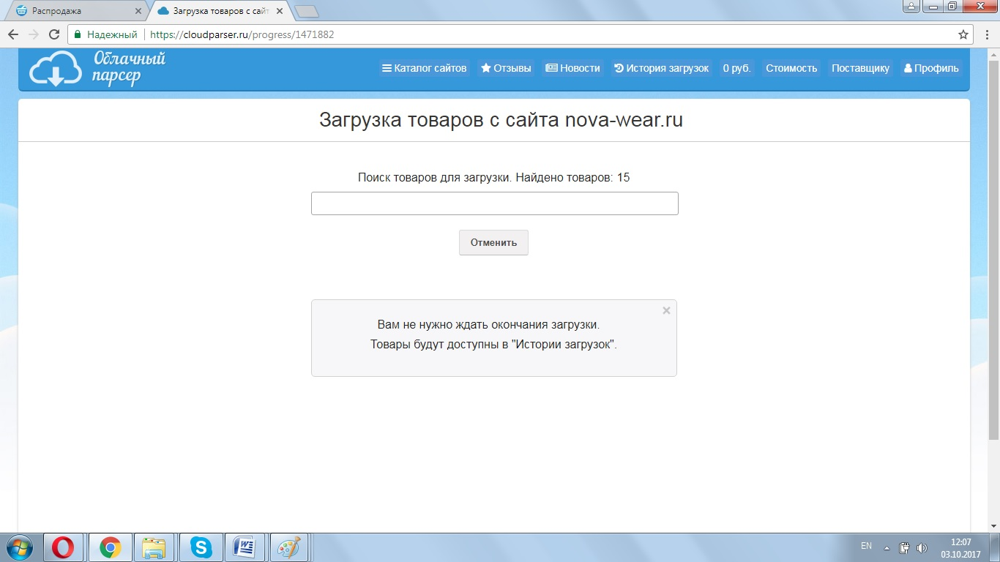 Распродажа
Загрузка товаров с сайт
Надежный
https://cloudparser.ru/progress/1471882
Облачный
парсер
Каталог сайтов
Отзывы
Новости
История загрузок
0 руб.
Стоимость
Поставщику
Профиль
Загрузка товаров с сайта nova-wear.ru
Поиск товаров для загрузки. Найдено товаров: 15
Отменить
Вам не нужно ждать окончания загрузки.
Товары будут доступны в "Истории загрузок".
EN
12:07
03.10.2017